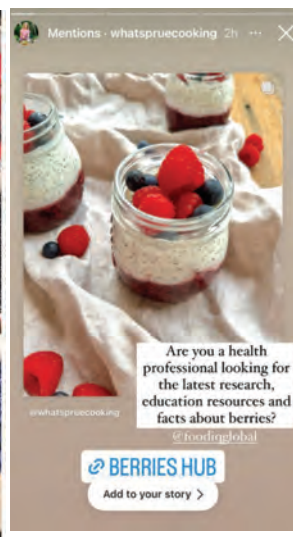 Mentions · whatspruecooking 2h ··· X
@whatspruecooking
Are you a health
professional looking for
the latest research,
education resources and
facts about berries?
@foodiqglobal
BERRIES HUB
Add to your story >